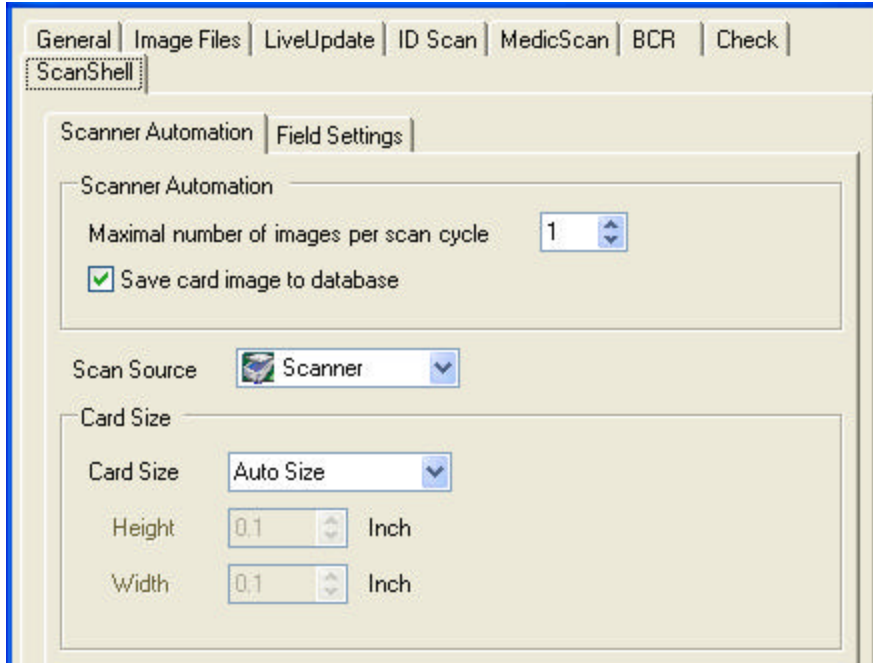 General Image Files LiveUpdate ID Scan MedicScan BCR Check
ScanShell
Scanner Automation Field Settings
Scanner Automation
Maximal number of images per scan cycle 1
Save card image to database
Scan Source Scanner
Card Size
Card Size Auto Size
Height 0.1 Inch
Width 0.1 Inch